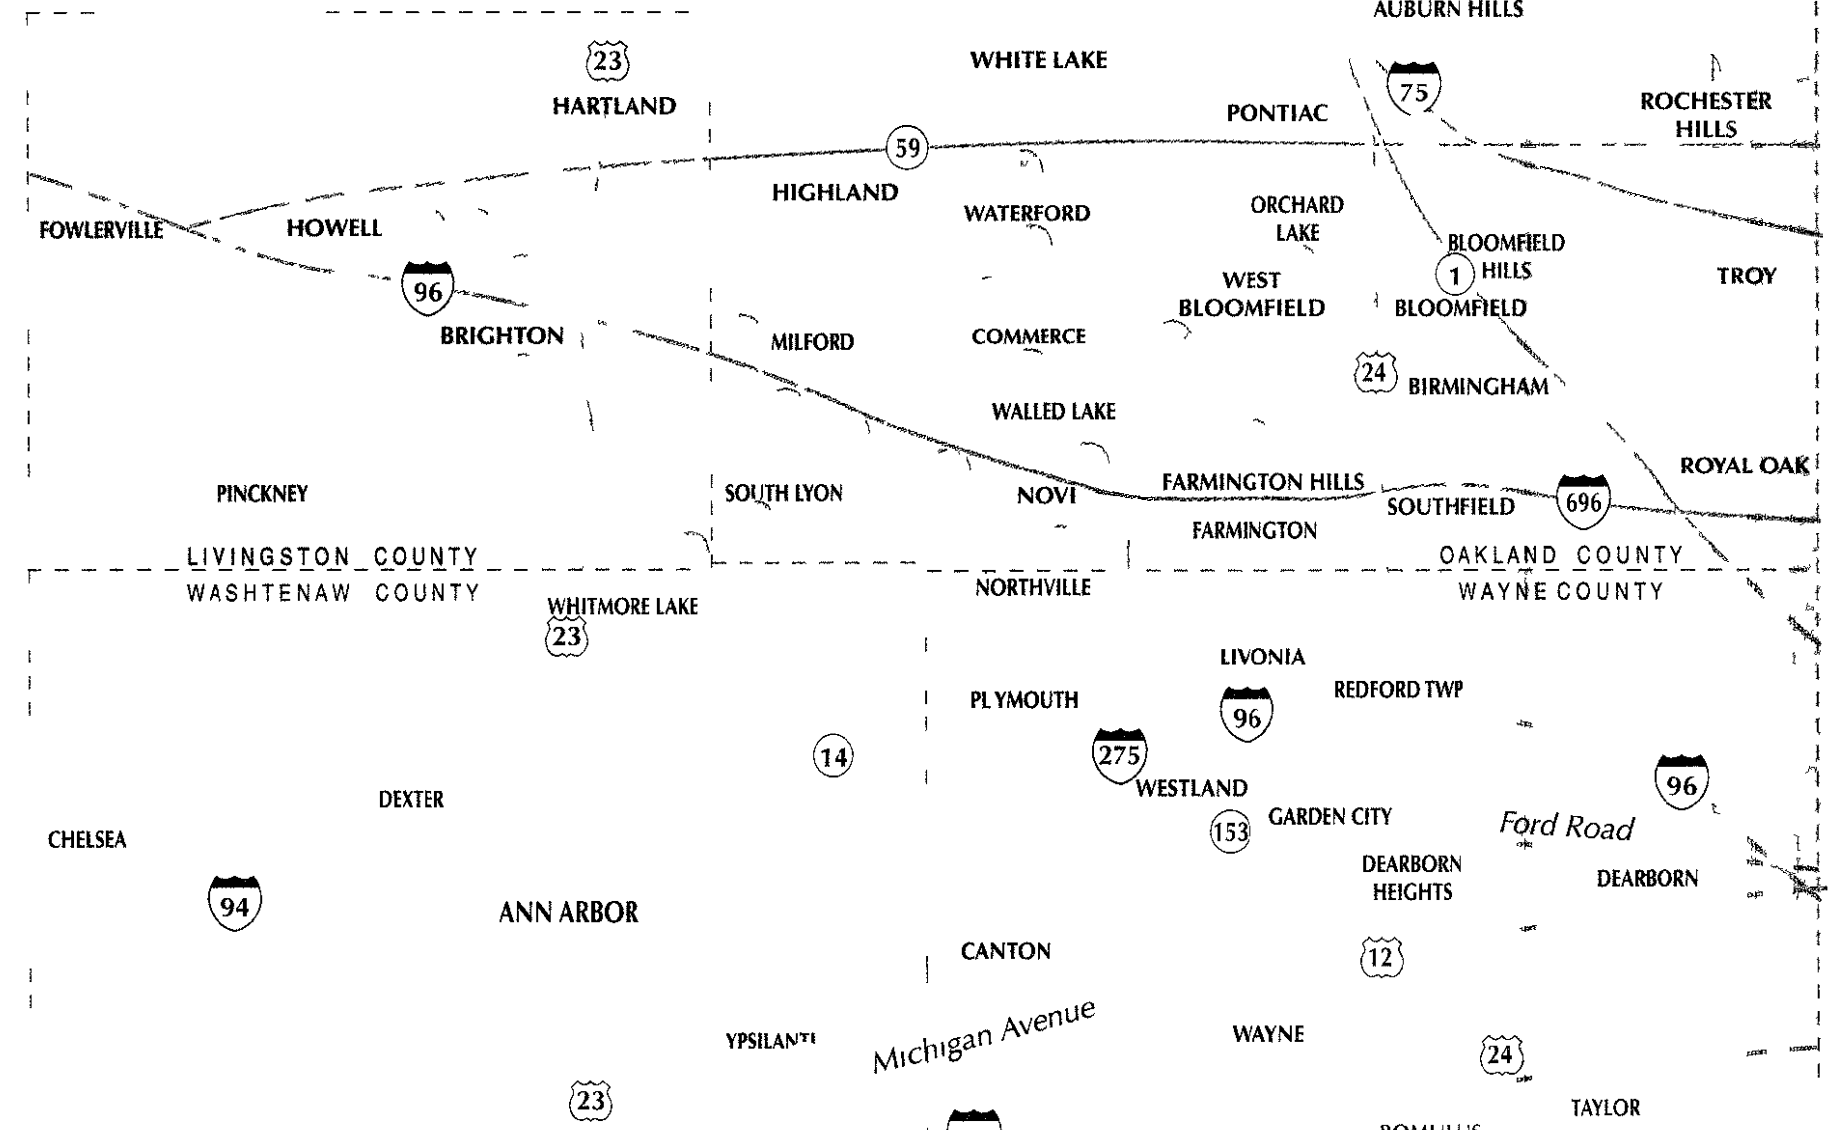 AUBURN HILLS
23
WHITE LAKE
75
HARTLAND
PONTIAC
ROCHESTER
HILLS
59
HIGHLAND
ORCHARD
LAKE
WATERFORD
FOWLERVILLE
HOWELL
BLOOMFIELD
HILLS
1
WEST
BLOOMFIELD
TROY
96
BLOOMFIELD
BRIGHTON
MILFORD
COMMERCE
24
BIRMINGHAM
WALLED LAKE
ROYAL OAK
PINCKNEY
SOUTH LYON
NOVI
FARMINGTON HILLS
SOUTHFIELD
696
FARMINGTON
LIVINGSTON COUNTY
OAKLAND COUNTY
WASHTENAW COUNTY
NORTHVILLE
WAYNE COUNTY
WHITMORE LAKE
23
LIVONIA
PLYMOUTH
REDFORD TWP
96
14
275
WESTLAND
96
DEXTER
GARDEN CITY
153
Ford Road
CHELSEA
DEARBORN
HEIGHTS
DEARBORN
94
ANN ARBOR
CANTON
12
YPSILANTI
Michigan Avenue
WAYNE
24
23
TAYLOR
ROMULUS